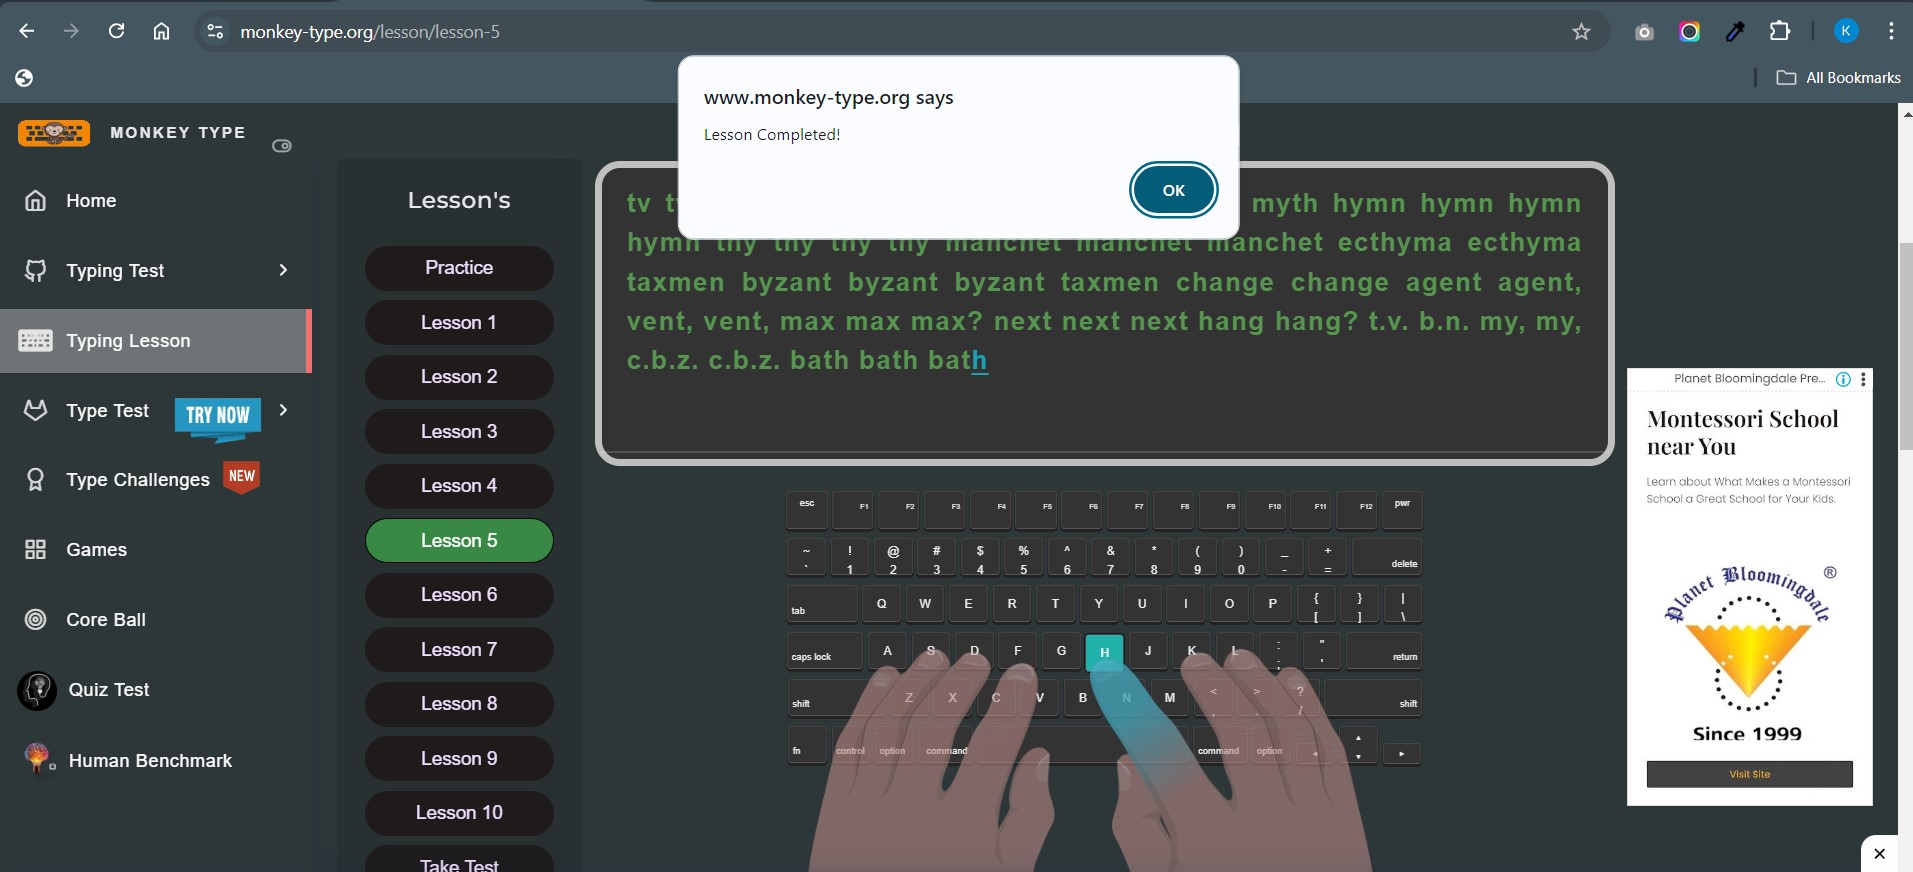 monkey-type.org/lesson/lesson-5
K
All Bookmarks
www.monkey-type.org says
Lesson Completed!
OK
MONKEY TYPE
Home
Typing Test
Typing Lesson
Type Test TRY NOW
Type Challenges NEW
Games
Core Ball
Quiz Test
Human Benchmark
Lesson's
Practice
Lesson 1
Lesson 2
Lesson 3
Lesson 4
Lesson 5
Lesson 6
Lesson 7
Lesson 8
Lesson 9
Lesson 10
Take Test
tv myth hymn hymn hymn
hymn thy thy thy thy manchet manchet manchet ecthyma ecthyma
taxmen byzant byzant byzant taxmen change change agent agent,
vent, vent, max max max? next next next hang hang? t.v. b.n. my, my,
c.b.z. c.b.z. bath bath bath
esc F1 F2 F3 F4 F5 F6 F7 F8 F9 F10 F11 F12 pwr
~ ! @ # $ % ^ & * ( ) _ +
` 1 2 3 4 5 6 7 8 9 0 - = delete
tab Q W E R T Y U I O P { [ } ] | \
caps lock A S D F G H J K L : ; " ' return
shift Z X C V B N M < , > . ? / shift
fn control option command command option
Planet Bloomingdale Pre...
Montessori School
near You
Learn about What Makes a Montessori
School a Great School for Your Kids.
Planet Bloomingdale ®
Since 1999
Visit Site